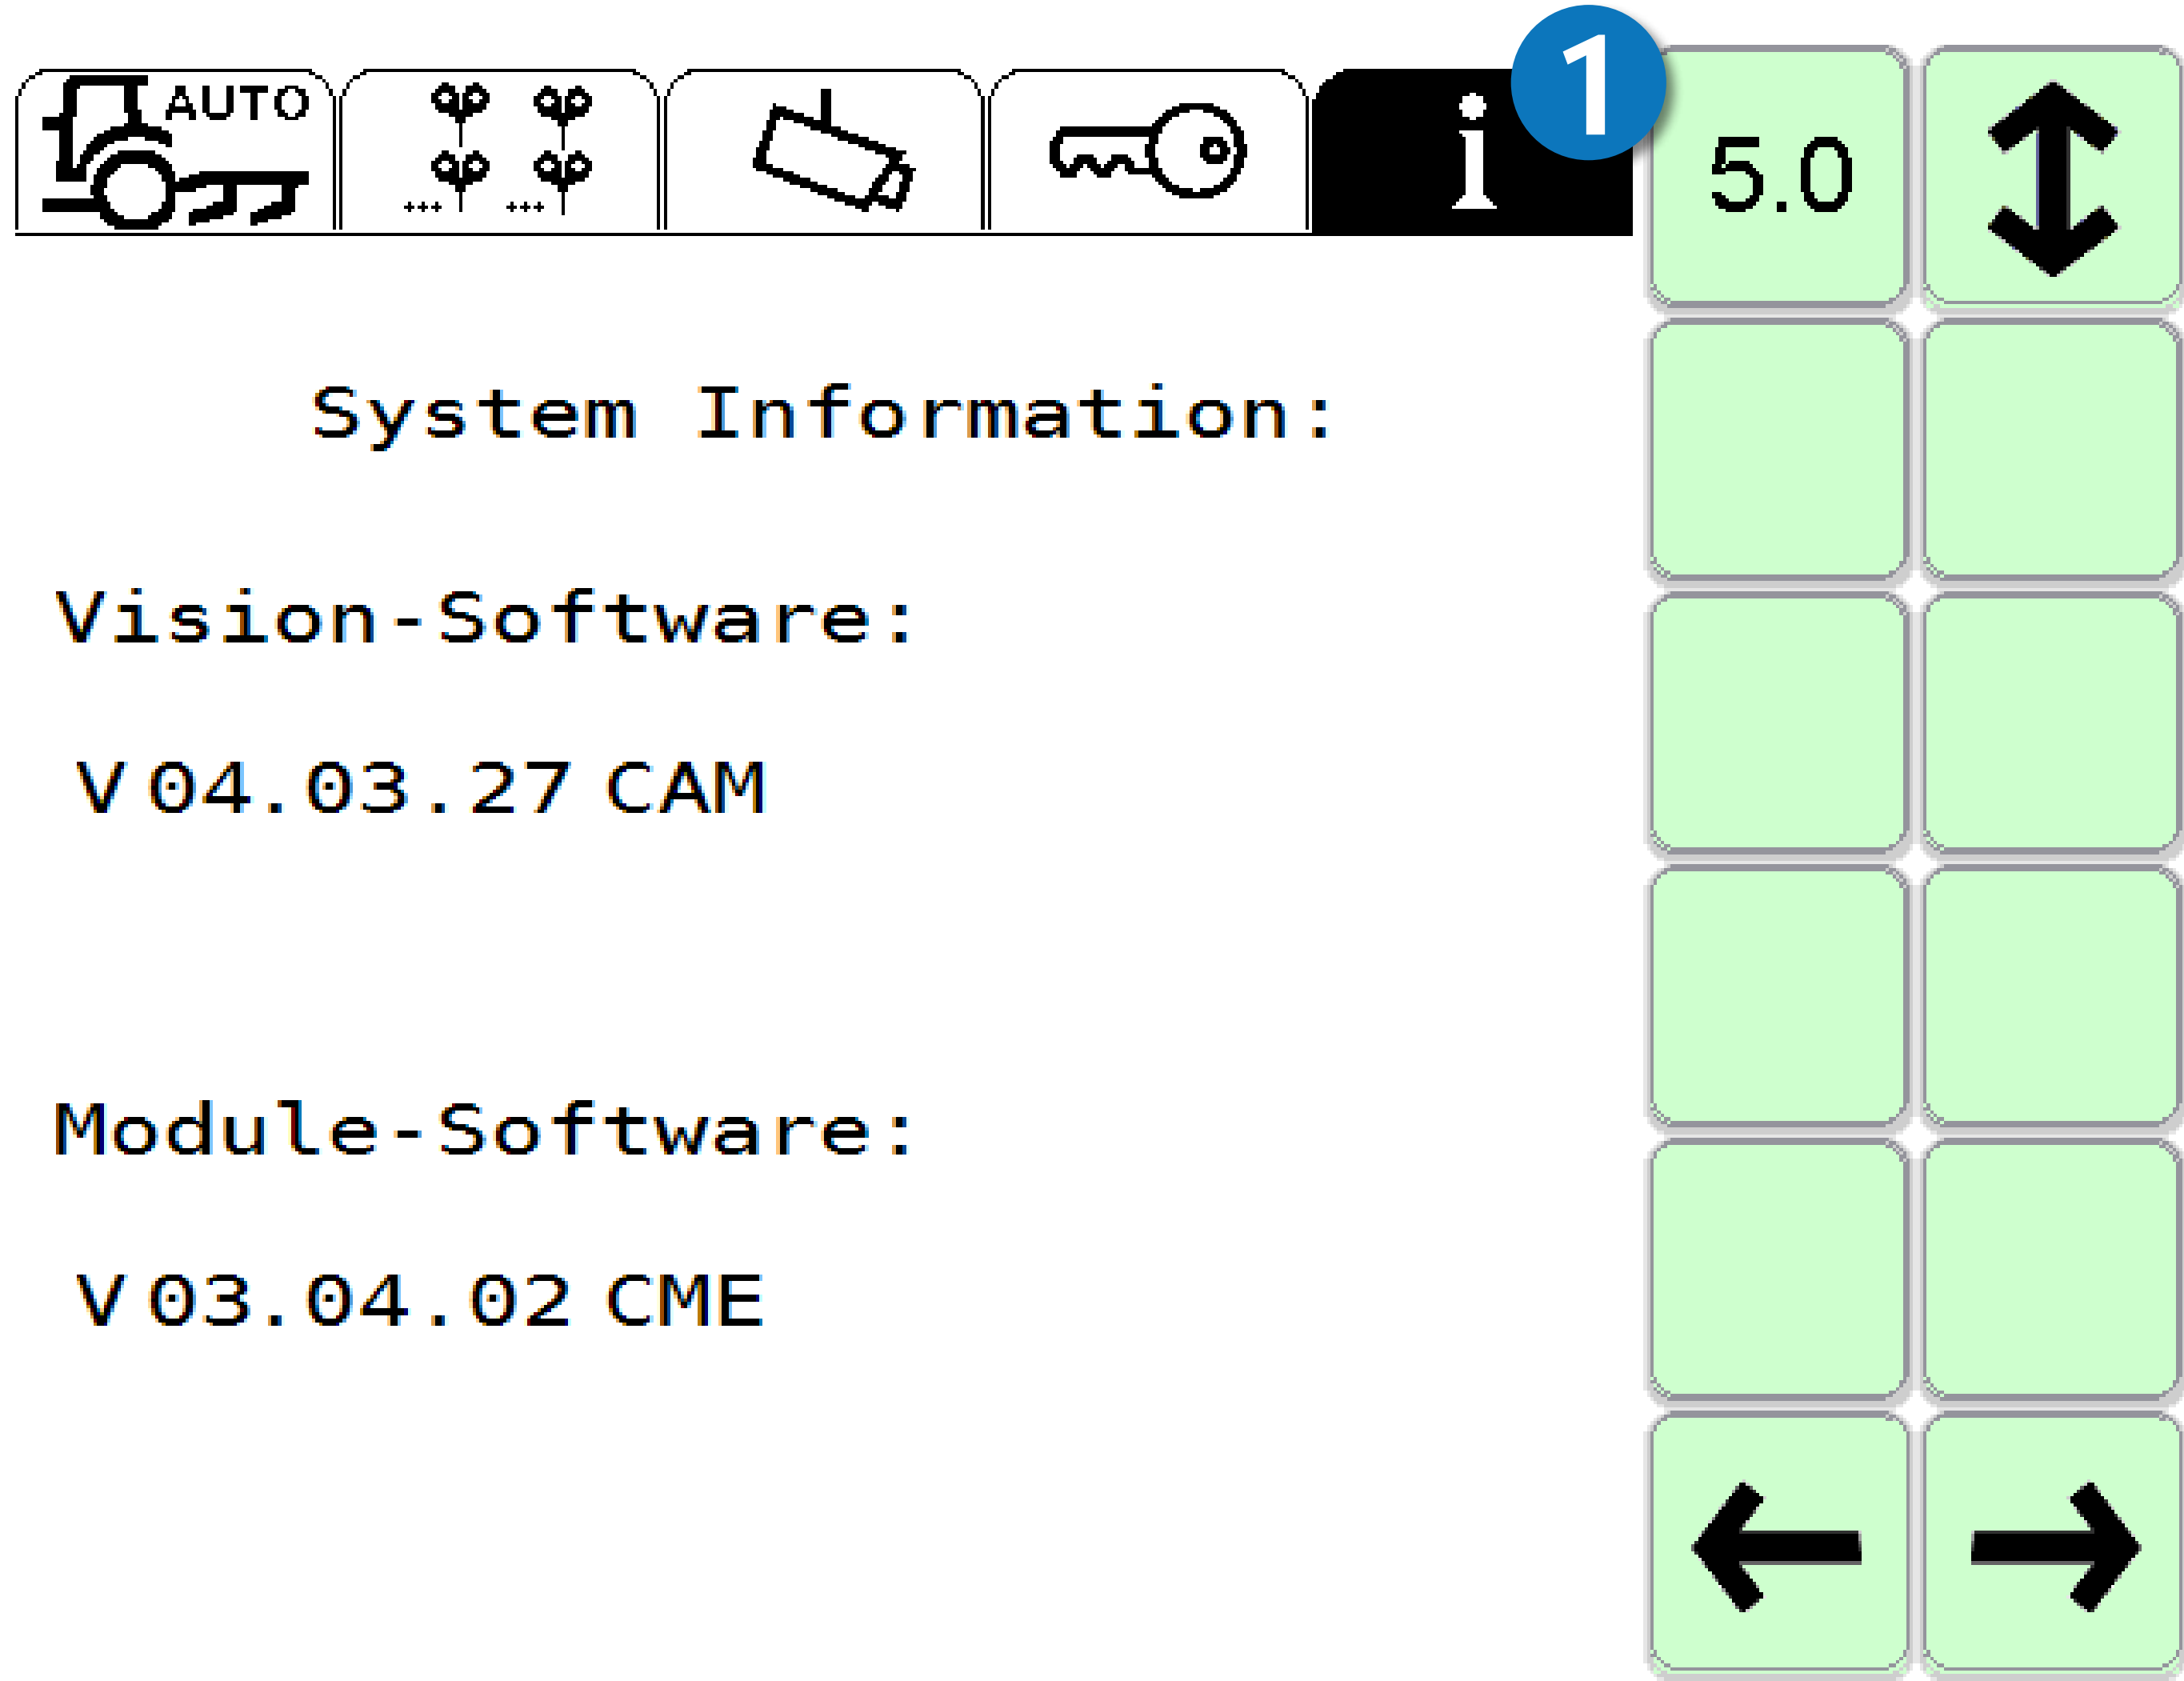 AUTO
i
1
5.0
System Information:
Vision-Software:
V 04.03.27 CAM
Module-Software:
V 03.04.02 CME